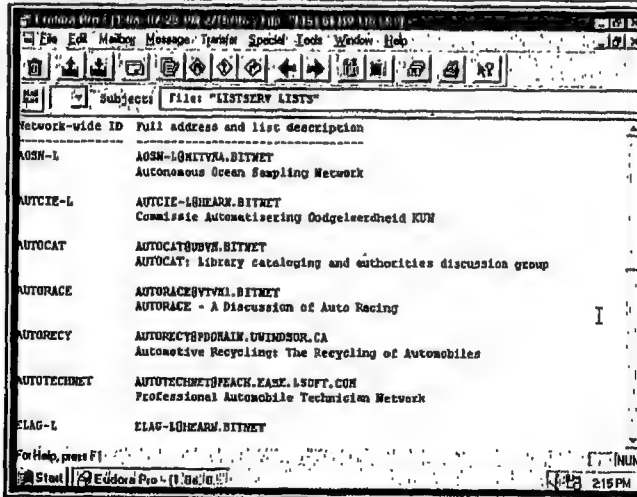 File Edit Mailbox Message Transfer Special Tools Window Help
Subject: File: "LISTSERV LISTS"
Network-wide ID Full address and list description
AOSN-L AOSN-L@MITVMA.BITNET
Autonomous Ocean Sampling Network
AUTCIE-L AUTCIE-L@HEARN.BITNET
Commissie Automatisering Godgeleerdheid KUN
AUTOCAT AUTOCAT@UBVM.BITNET
AUTOCAT: Library cataloging and authorities discussion group
AUTORACE AUTORACE@VTVM1.BITNET
AUTORACE - A Discussion of Auto Racing
AUTORECY AUTORECY@PDOMAIN.UWINDSOR.CA
Automotive Recycling: The Recycling of Automobiles
AUTOTECHNET AUTOTECHNET@PEACH.EASE.LSOFT.COM
Professional Automobile Technician Network
ELAG-L ELAG-L@HEARN.BITNET
For Help, press F1 NUM
Start Eudora Pro - 2:15 PM